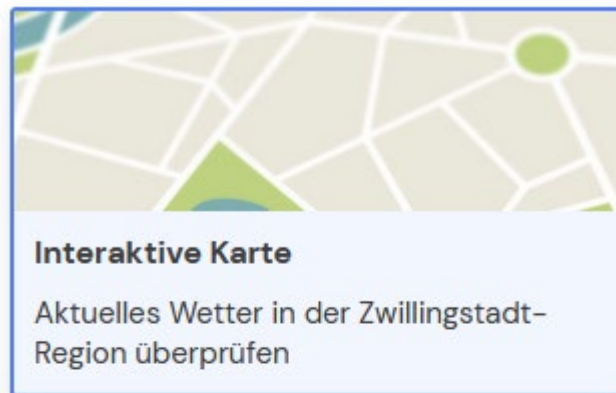 Interaktive Karte
Aktuelles Wetter in der Zwillingstadt-
Region überprüfen